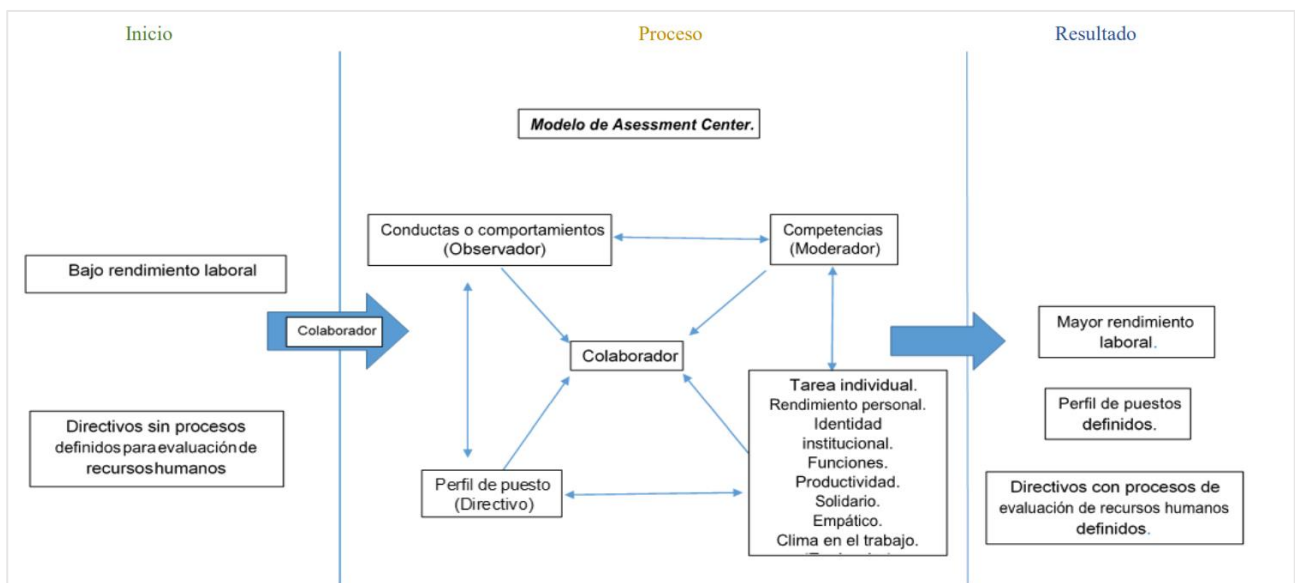 Inicio
Proceso
Resultado
Modelo de Asessment Center.
Bajo rendimiento laboral
Colaborador
Directivos sin procesos
definidos para evaluación de
recursos humanos
Conductas o comportamientos
(Observador)
Competencias
(Moderador)
Colaborador
Perfil de puesto
(Directivo)
Tarea individual.
Rendimiento personal.
Identidad
institucional.
Funciones.
Productividad.
Solidario.
Empático.
Clima en el trabajo.
Mayor rendimiento
laboral.
Perfil de puestos
definidos.
Directivos con procesos de
evaluación de recursos humanos
definidos.